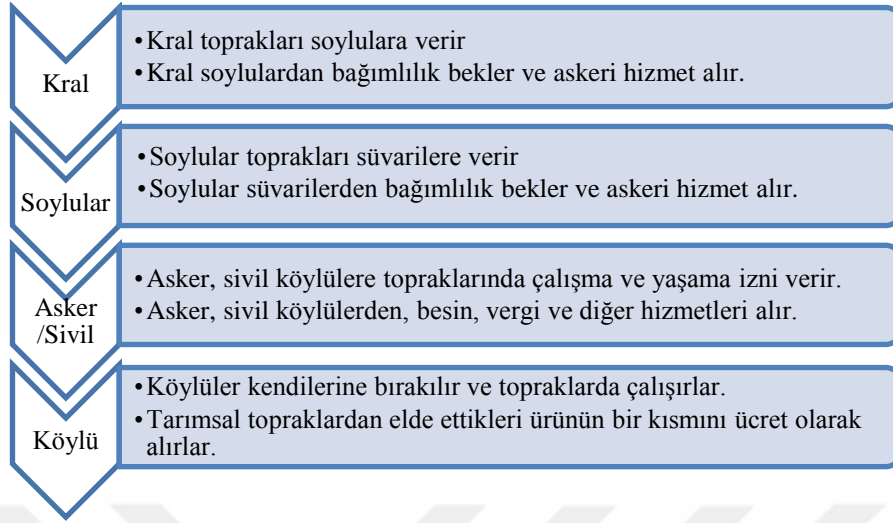 Kral
•Kral toprakları soylulara verir
•Kral soylulardan bağımlılık bekler ve askeri hizmet alır.
Soylular
•Soylular toprakları süvarilere verir
•Soylular süvarilerden bağımlılık bekler ve askeri hizmet alır.
Asker
/Sivil
•Asker, sivil köylülere topraklarında çalışma ve yaşama izni verir.
•Asker, sivil köylülerden, besin, vergi ve diğer hizmetleri alır.
Köylü
•Köylüler kendilerine bırakılır ve topraklarda çalışırlar.
•Tarımsal topraklardan elde ettikleri ürünün bir kısmını ücret olarak
alırlar.